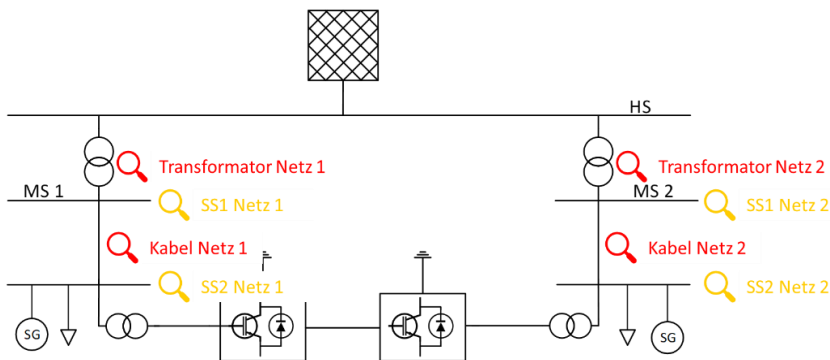 HS
Transformator Netz 1
Transformator Netz 2
MS 1
MS 2
SS1 Netz 1
SS1 Netz 2
Kabel Netz 1
Kabel Netz 2
SS2 Netz 1
SS2 Netz 2
SG
SG